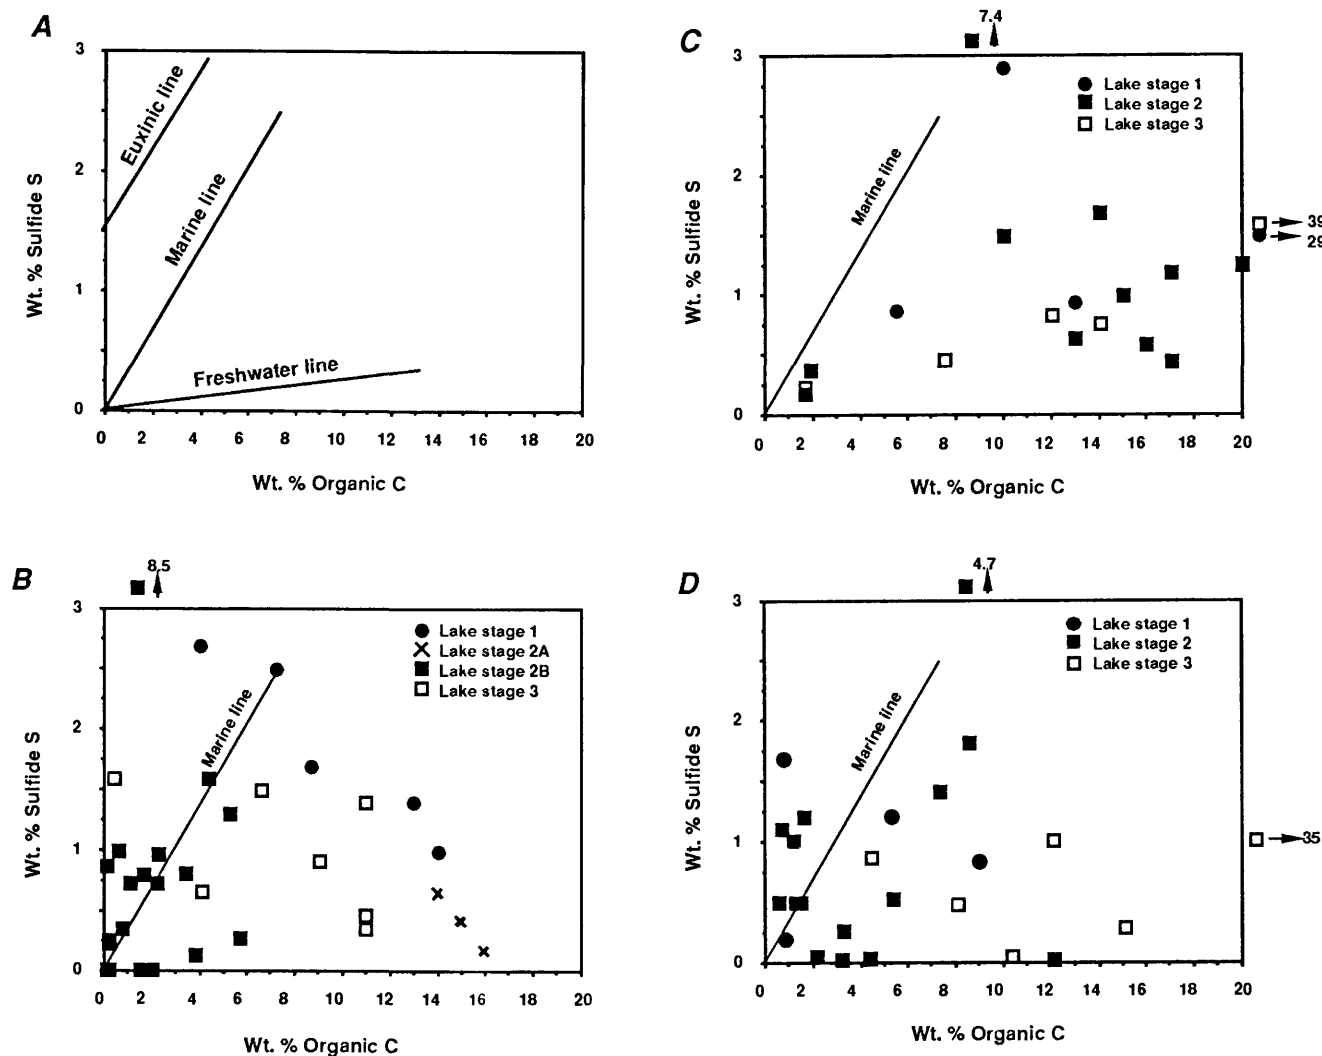 A
3
2
1
0
Wt. % Sulfide S
Euxinic line
Marine line
Freshwater line
0 2 4 6 8 10 12 14 16 20
Wt. % Organic C
C
7.4
3
2
1
0
Wt. % Sulfide S
Marine line
Lake stage 1
Lake stage 2
Lake stage 3
39
29
0 2 4 6 8 10 12 14 16 18 20
Wt. % Organic C
B
8.5
3
2
1
0
Wt. % Sulfide S
Marine line
Lake stage 1
Lake stage 2A
Lake stage 2B
Lake stage 3
0 2 4 6 8 10 12 14 16 20
Wt. % Organic C
D
4.7
3
2
1
0
Wt. % Sulfide S
Marine line
Lake stage 1
Lake stage 2
Lake stage 3
35
0 2 4 6 8 10 12 14 16 18 20
Wt. % Organic C